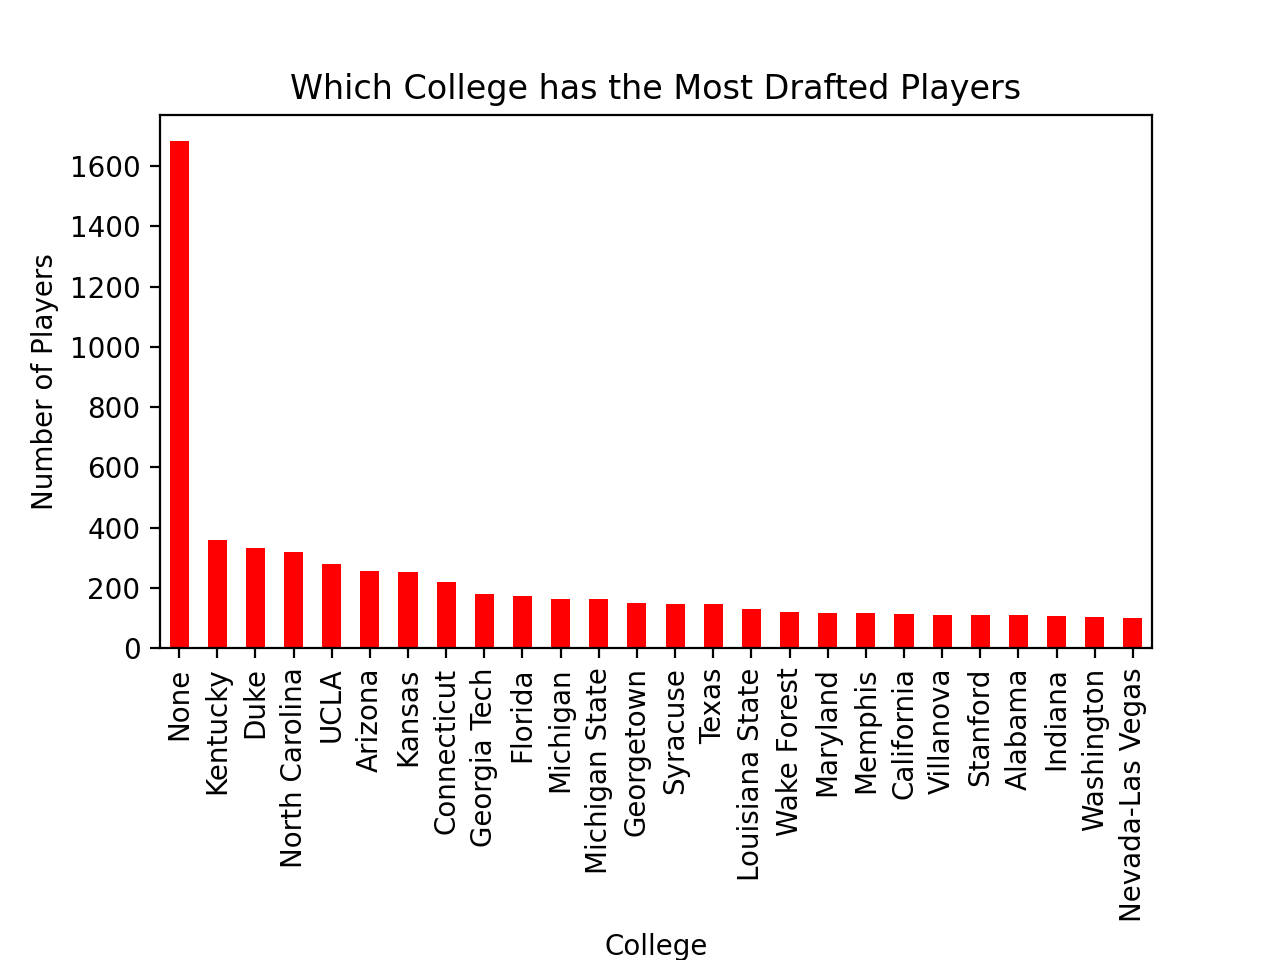 Which College has the Most Drafted Players
Number of Players
1600
1400
1200
1000
800
600
400
200
0
None
Kentucky
Duke
North Carolina
UCLA
Arizona
Kansas
Connecticut
Georgia Tech
Florida
Michigan
Michigan State
Georgetown
Syracuse
Texas
Louisiana State
Wake Forest
Maryland
Memphis
California
Villanova
Stanford
Alabama
Indiana
Washington
Nevada-Las Vegas
College